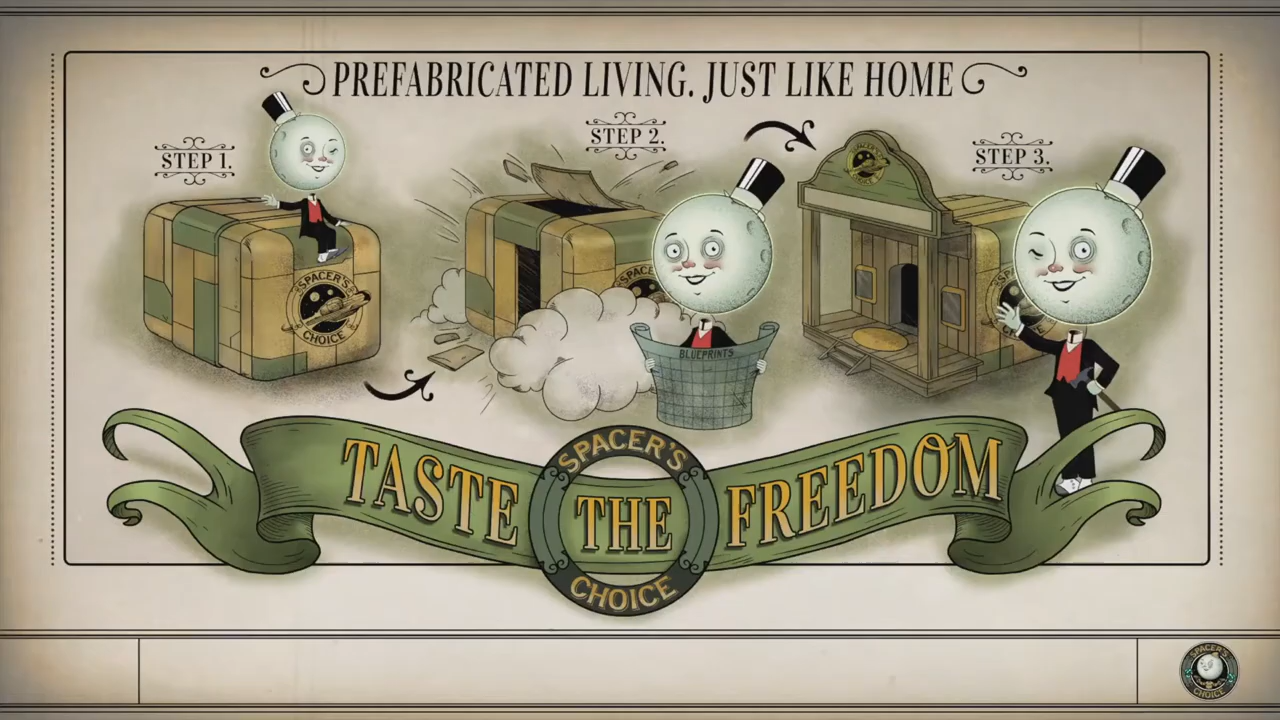 PREFABRICATED LIVING. JUST LIKE HOME
STEP 1.
STEP 2.
STEP 3.
SPACER'S
CHOICE
SPACER'S
SPACER'S
CHOICE
SPACER'S
BLUEPRINTS
TASTE THE FREEDOM
SPACER'S
CHOICE
SPACER'S
CHOICE